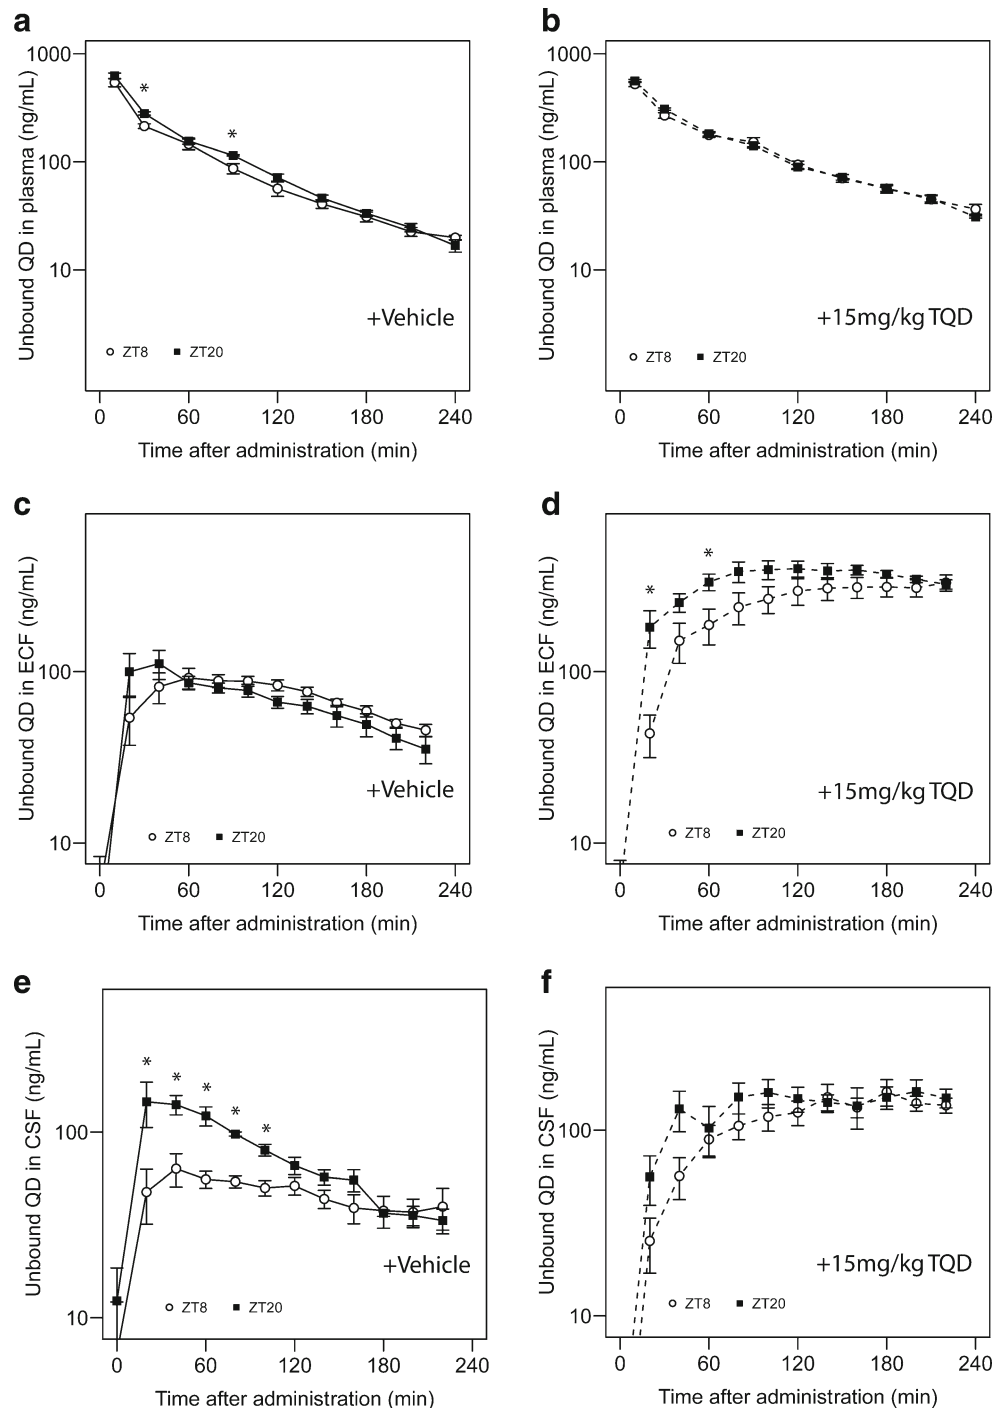 a
Unbound QD in plasma (ng/mL)
1000
100
10
*
*
+Vehicle
ZT8 ZT20
0 60 120 180 240
Time after administration (min)
b
Unbound QD in plasma (ng/mL)
1000
100
10
+15mg/kg TQD
ZT8 ZT20
0 60 120 180 240
Time after administration (min)
c
Unbound QD in ECF (ng/mL)
100
10
+Vehicle
ZT8 ZT20
0 60 120 180 240
Time after administration (min)
d
Unbound QD in ECF (ng/mL)
100
10
*
*
+15mg/kg TQD
ZT8 ZT20
0 60 120 180 240
Time after administration (min)
e
Unbound QD in CSF (ng/mL)
100
10
*
*
*
*
*
+Vehicle
ZT8 ZT20
0 60 120 180 240
Time after administration (min)
f
Unbound QD in CSF (ng/mL)
100
10
+15mg/kg TQD
ZT8 ZT20
0 60 120 180 240
Time after administration (min)